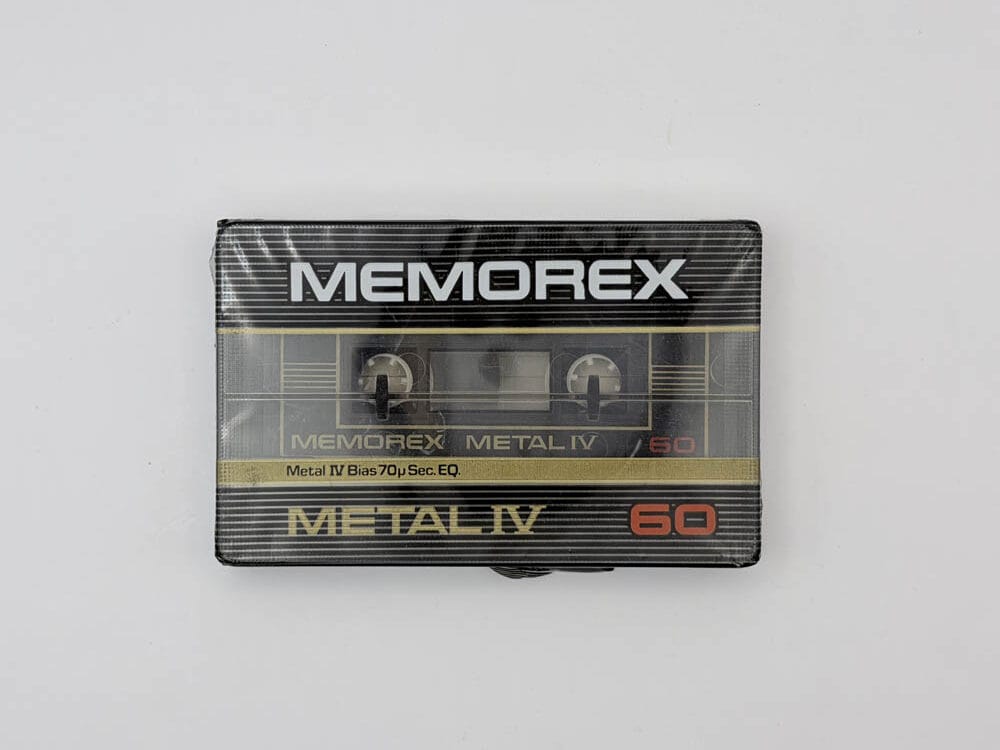 MEMOREX
MEMOREX METAL IV 60
Metal IV Bias 70µ Sec. EQ.
METAL IV 60